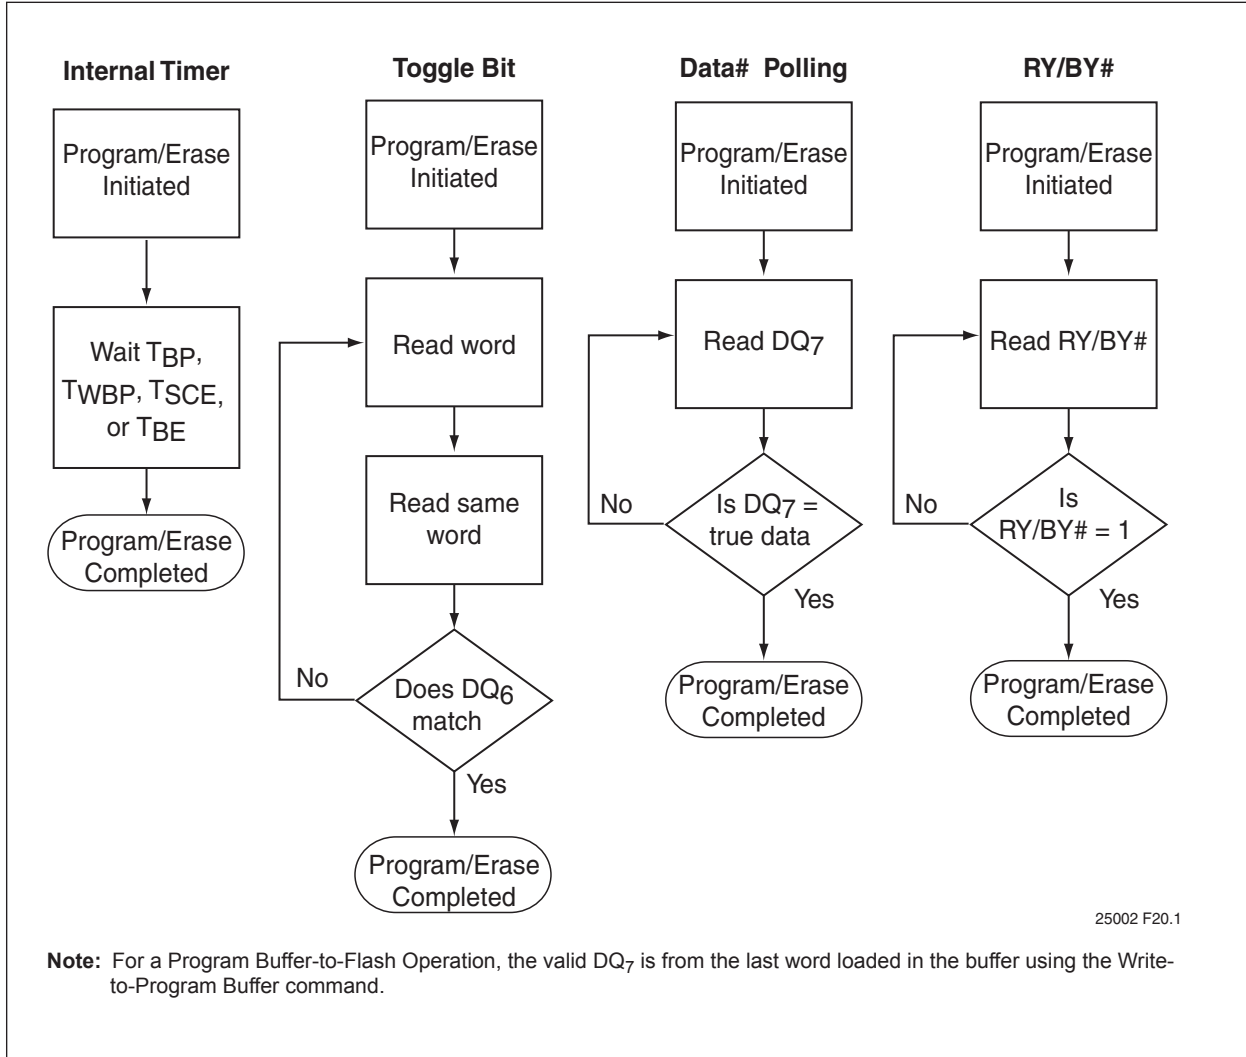 Internal Timer
Program/Erase
Initiated
Wait TBP,
TWBP, TSCE,
or TBE
Program/Erase
Completed
Toggle Bit
Program/Erase
Initiated
Read word
Read same
word
No
Does DQ6
match
Yes
Program/Erase
Completed
Data# Polling
Program/Erase
Initiated
Read DQ7
No
Is DQ7 =
true data
Yes
Program/Erase
Completed
RY/BY#
Program/Erase
Initiated
Read RY/BY#
No
Is
RY/BY# = 1
Yes
Program/Erase
Completed
25002 F20.1
Note: For a Program Buffer-to-Flash Operation, the valid DQ7 is from the last word loaded in the buffer using the Write-
to-Program Buffer command.